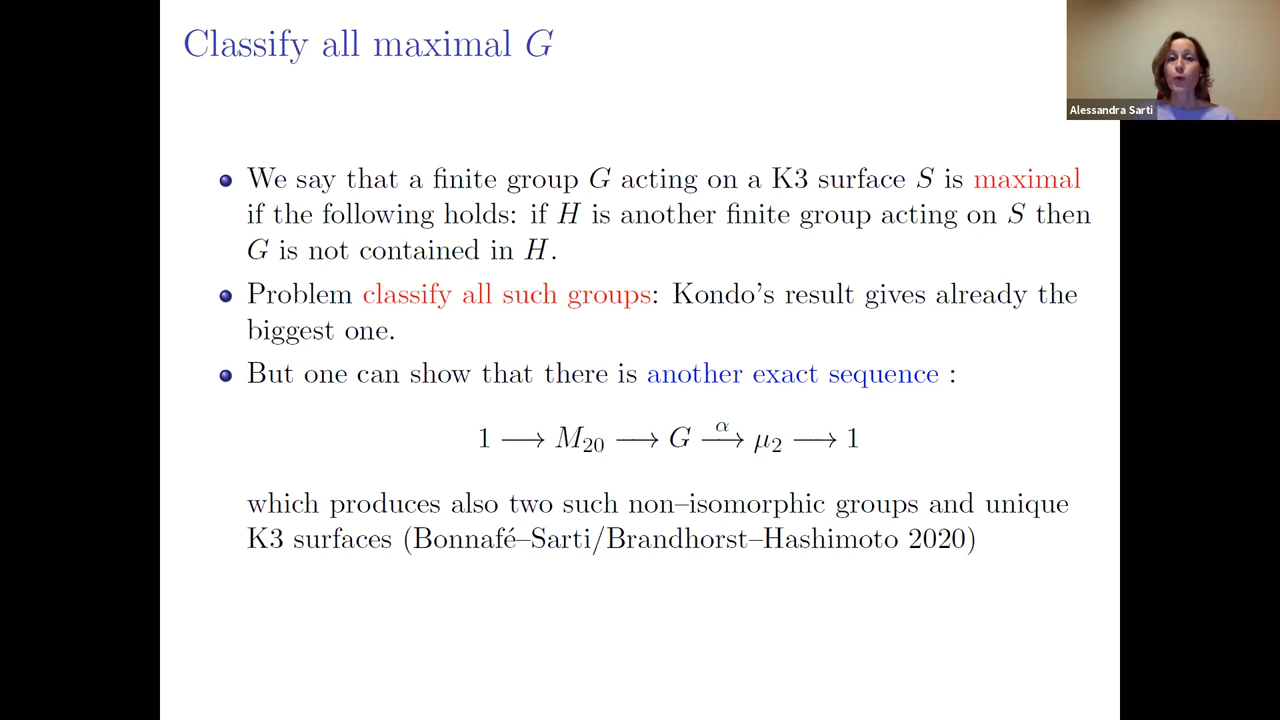 Classify all maximal G
Alessandra Sarti
We say that a finite group G acting on a K3 surface S is maximal
if the following holds: if H is another finite group acting on S then
G is not contained in H.
Problem classify all such groups: Kondo's result gives already the
biggest one.
But one can show that there is another exact sequence :
1 ⟶ M₂₀ ⟶ G ⟶^α μ₂ ⟶ 1
which produces also two such non–isomorphic groups and unique
K3 surfaces (Bonnafé–Sarti/Brandhorst–Hashimoto 2020)